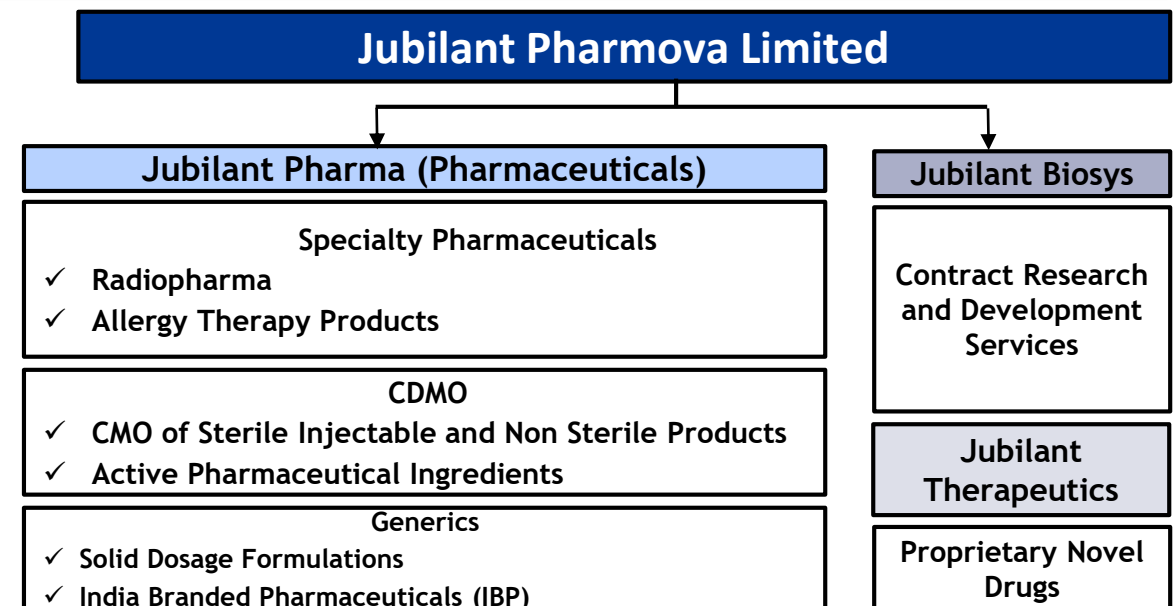 Jubilant Pharmova Limited
Jubilant Pharma (Pharmaceuticals)
Specialty Pharmaceuticals
✓ Radiopharma
✓ Allergy Therapy Products
CDMO
✓ CMO of Sterile Injectable and Non Sterile Products
✓ Active Pharmaceutical Ingredients
Generics
✓ Solid Dosage Formulations
✓ India Branded Pharmaceuticals (IBP)
Jubilant Biosys
Contract Research
and Development
Services
Jubilant
Therapeutics
Proprietary Novel
Drugs